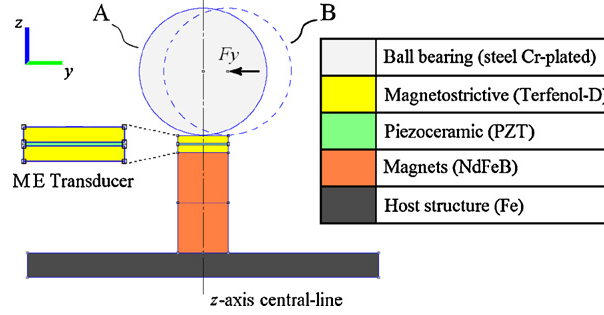 z
y
A
B
Fy
ME Transducer
z-axis central-line
Ball bearing (steel Cr-plated)
Magnetostrictive (Terfenol-D)
Piezoceramic (PZT)
Magnets (NdFeB)
Host structure (Fe)